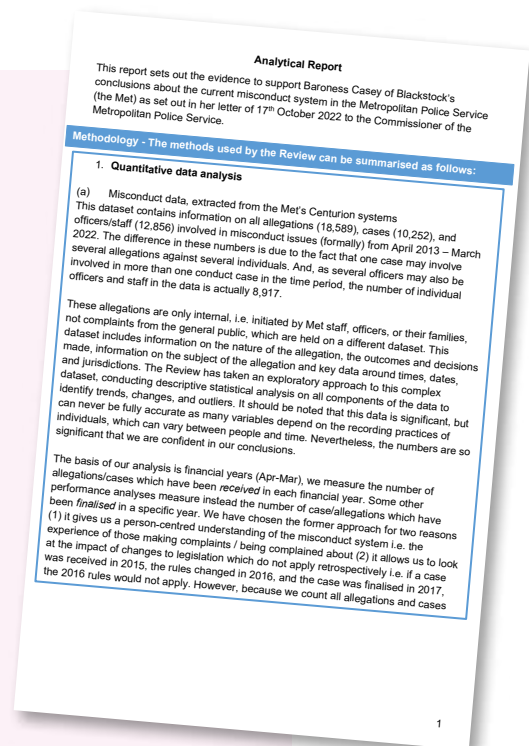 Analytical Report
This report sets out the evidence to support Baroness Casey of Blackstock's
conclusions about the current misconduct system in the Metropolitan Police Service
(the Met) as set out in her letter of 17th October 2022 to the Commissioner of the
Metropolitan Police Service.
Methodology - The methods used by the Review can be summarised as follows:
1. Quantitative data analysis
(a) Misconduct data, extracted from the Met's Centurion systems
This dataset contains information on all allegations (18,589), cases (10,252), and
officers/staff (12,856) involved in misconduct issues (formally) from April 2013 – March
2022. The difference in these numbers is due to the fact that one case may involve
several allegations against several individuals. And, as several officers may also be
involved in more than one conduct case in the time period, the number of individual
officers and staff in the data is actually 8,917.
These allegations are only internal, i.e. initiated by Met staff, officers, or their families,
not complaints from the general public, which are held on a different dataset. This
dataset includes information on the nature of the allegation, the outcomes and decisions
made, information on the subject of the allegation and key data around times, dates,
and jurisdictions. The Review has taken an exploratory approach to this complex
dataset, conducting descriptive statistical analysis on all components of the data to
identify trends, changes, and outliers. It should be noted that this data is significant, but
can never be fully accurate as many variables depend on the recording practices of
individuals, which can vary between people and time. Nevertheless, the numbers are so
significant that we are confident in our conclusions.
The basis of our analysis is financial years (Apr-Mar), we measure the number of
allegations/cases which have been received in each financial year. Some other
performance analyses measure instead the number of case/allegations which have
been finalised in a specific year. We have chosen the former approach for two reasons
(1) it gives us a person-centred understanding of the misconduct system i.e. the
experience of those making complaints / being complained about (2) it allows us to look
at the impact of changes to legislation which do not apply retrospectively i.e. if a case
was received in 2015, the rules changed in 2016, and the case was finalised in 2017,
the 2016 rules would not apply. However, because we count all allegations and cases
1